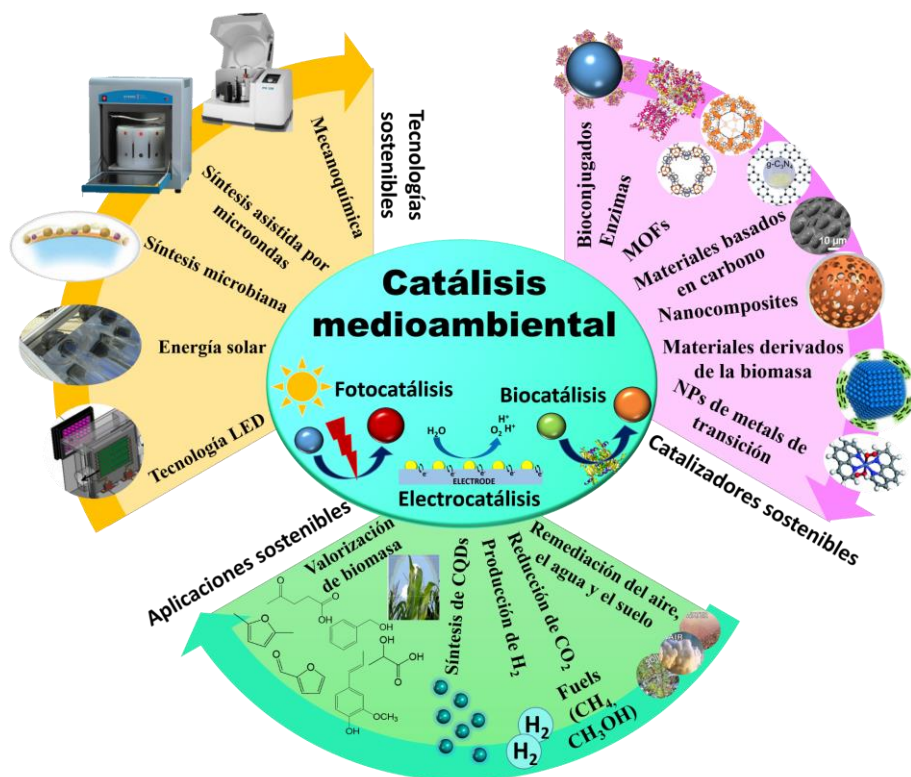 Catálisis
medioambiental
Fotocatálisis
Biocatálisis
H₂O
O₂
H⁺
H⁺
ELECTRODE
Electrocatálisis
Tecnologías
sostenibles
Mecanoquímica
Síntesis asistida por
microondas
Síntesis microbiana
Energía solar
Tecnología LED
Catalizadores sostenibles
Bioconjugados
Enzimas
MOFs
Materiales basados
en carbono
Nanocomposites
Materiales derivados
de la biomasa
NPs de metals de
transición
g-C₃N₄
10 µm
Aplicaciones sostenibles
Valorización
de biomasa
Síntesis de CQDs
Producción de H₂
Reducción de CO₂
Fuels
(CH₄,
CH₃OH)
Remediación del aire,
el agua y el suelo
O
O
OH
OH
O
OH
O
OH
O
O
OCH₃
OH
H₂
H₂
AIR